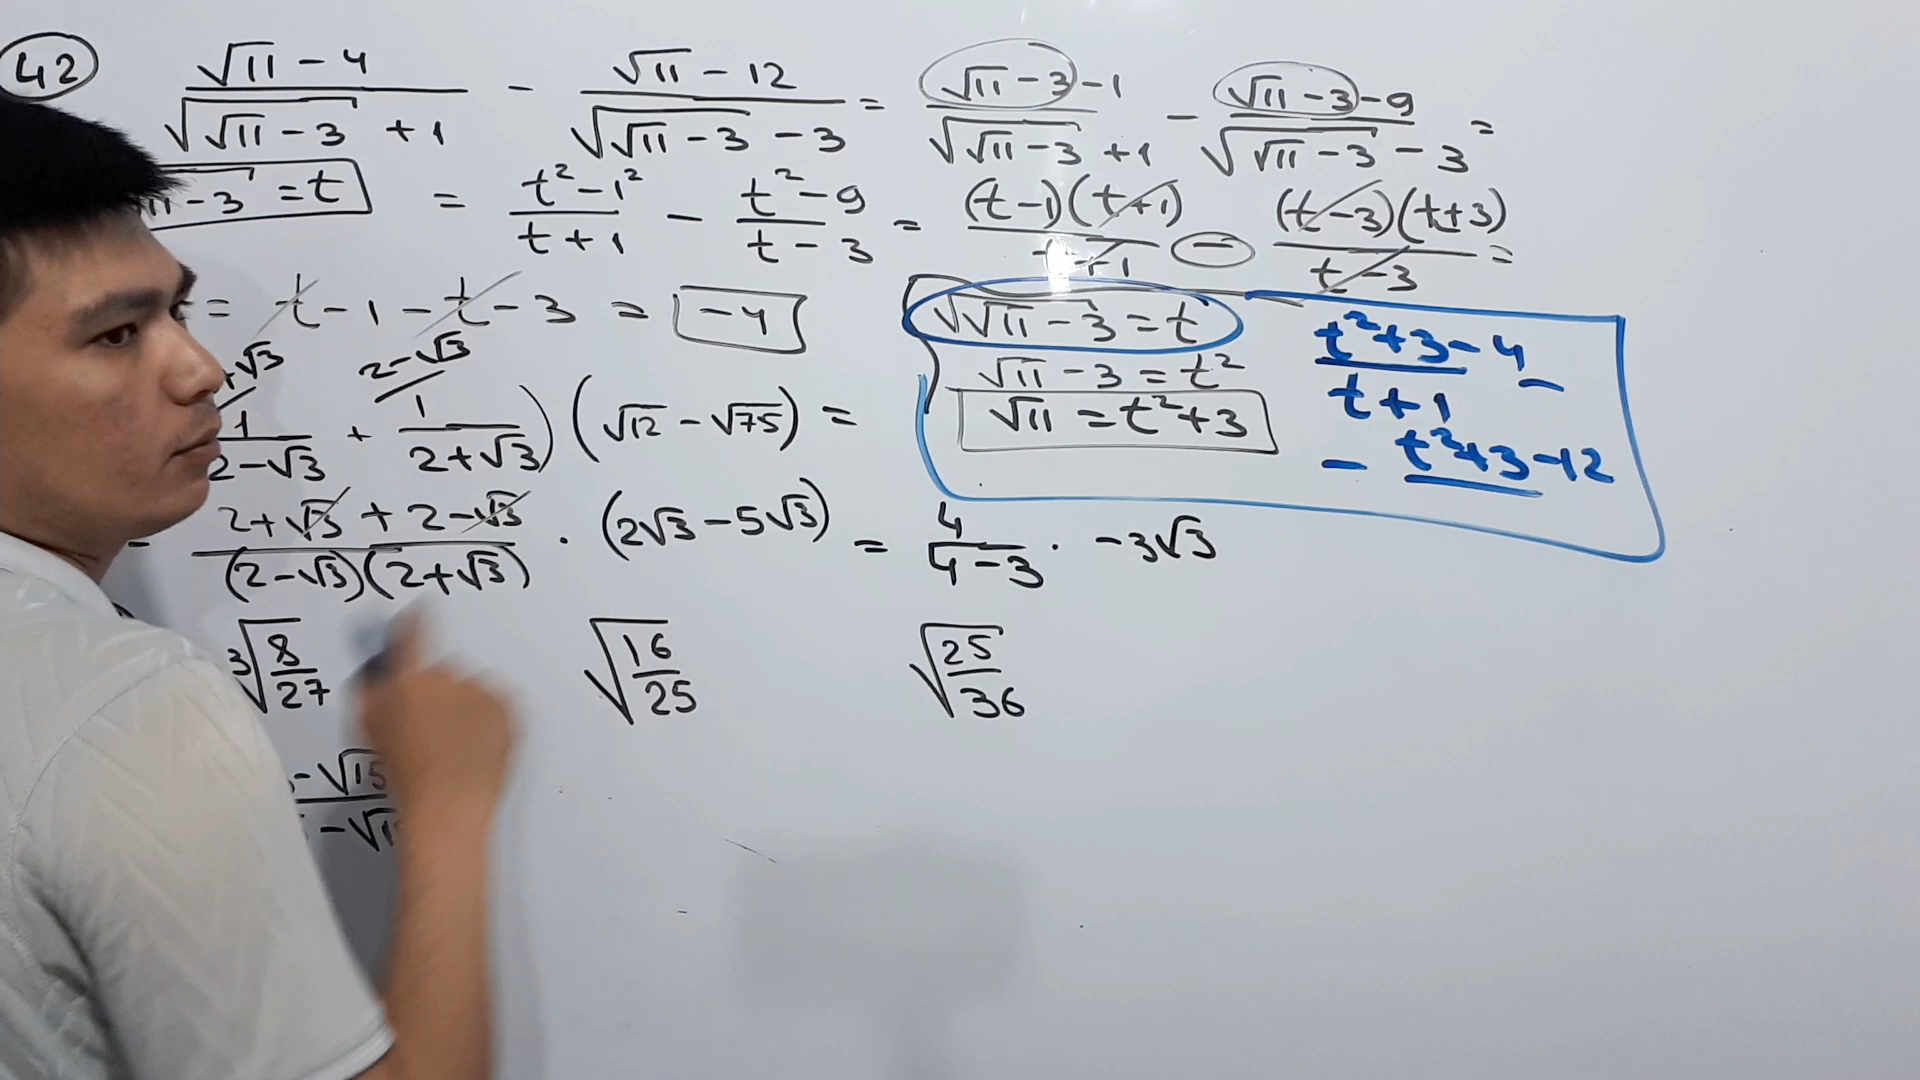 42 (√11 - 4)/(√(√11 - 3) + 1) - (√11 - 12)/(√(√11 - 3) - 3) = (√11 - 3 - 1)/(√(√11 - 3) + 1) - (√11 - 3 - 9)/(√(√11 - 3) - 3) =
- 3 = t = (t² - 1²)/(t + 1) - (t² - 9)/(t - 3) = (t-1)(t+1)/(t+1) - (t-3)(t+3)/(t-3) =
= t - 1 - t - 3 = -4
√(√11 - 3) = t
√11 - 3 = t²
√11 = t² + 3
t² + 3 - 4 -
t + 1
- t² + 3 - 12
+√3 2-√3
1/(2 - √3) + 1/(2 + √3)) (√12 - √75) =
(2 + √3 + 2 - √3)/((2 - √3)(2 + √3)) · (2√3 - 5√3) = 4/(4 - 3) · -3√3
³√(8/27) √(16/25) √(25/36)
- √15